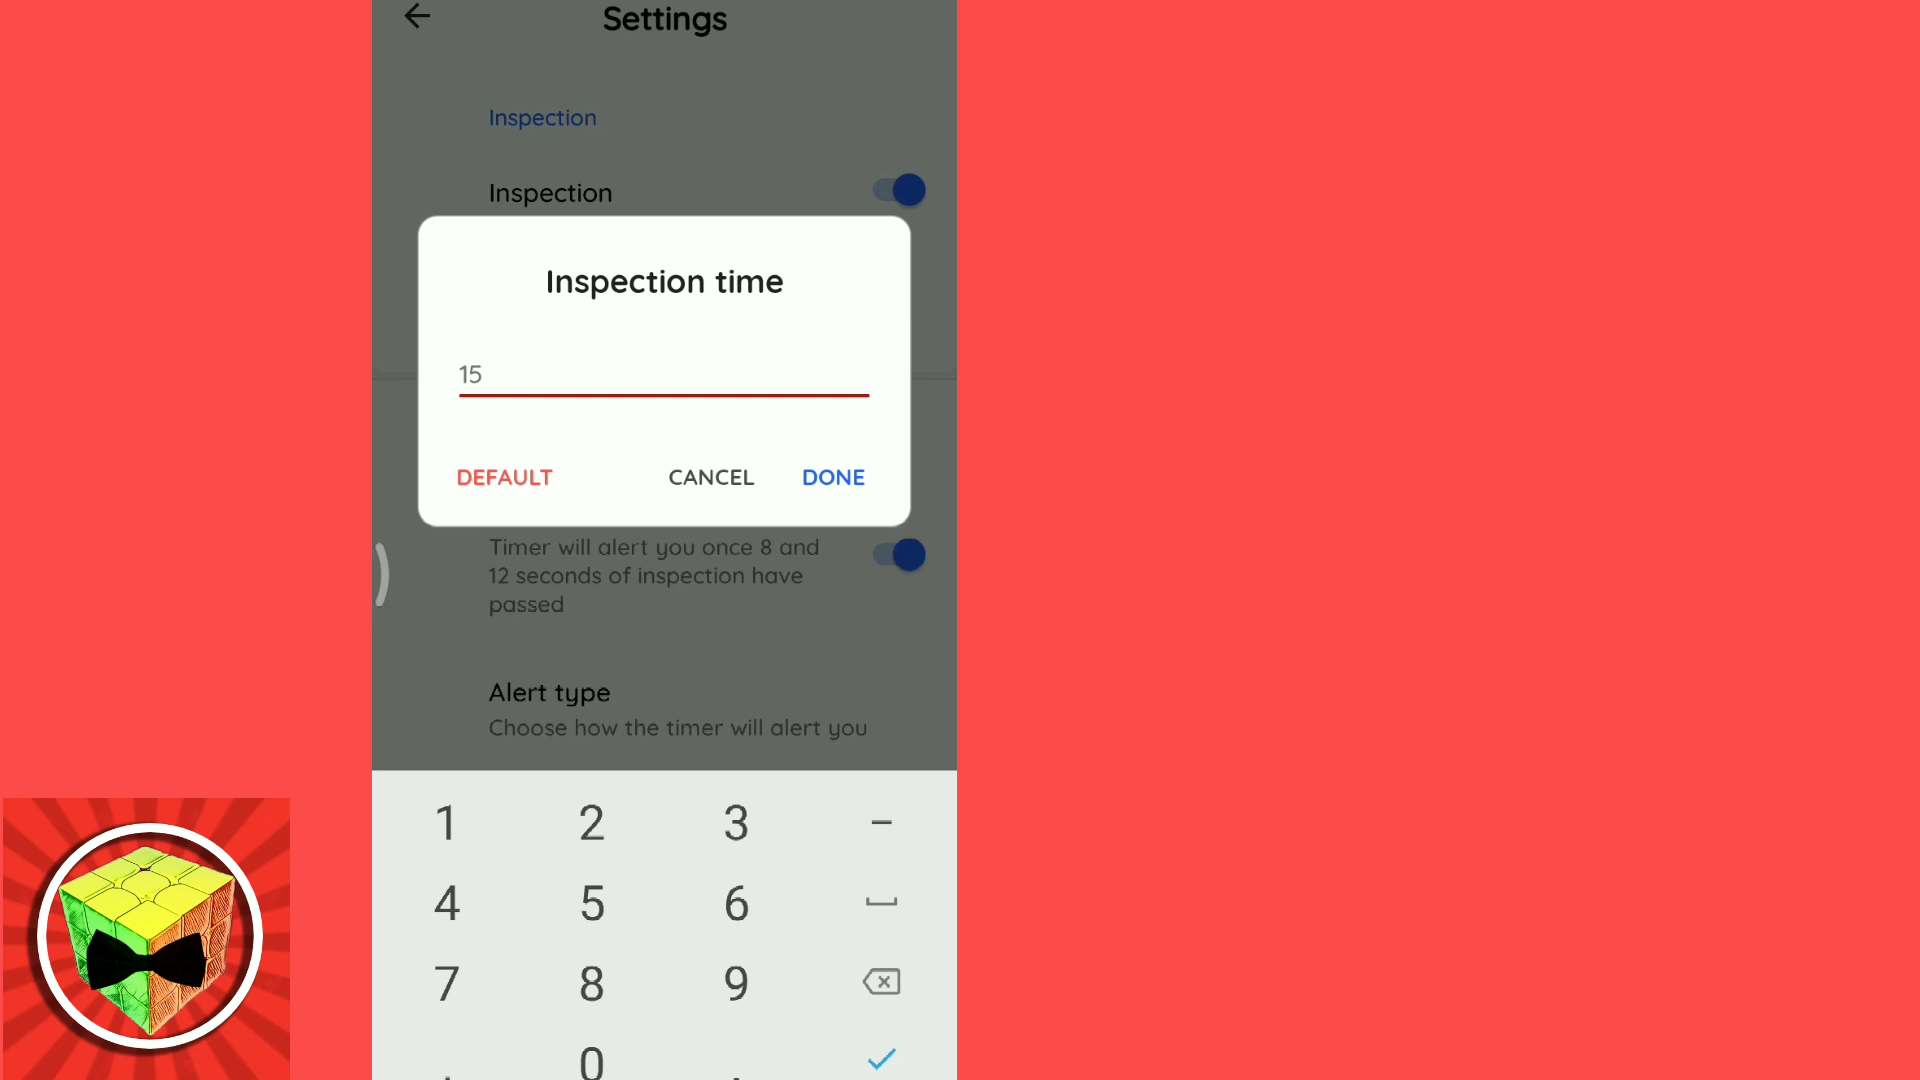 Settings
Inspection
Inspection
Inspection time
15
DEFAULT CANCEL DONE
Timer will alert you once 8 and
12 seconds of inspection have
passed
Alert type
Choose how the timer will alert you
1 2 3 –
4 5 6
7 8 9
0